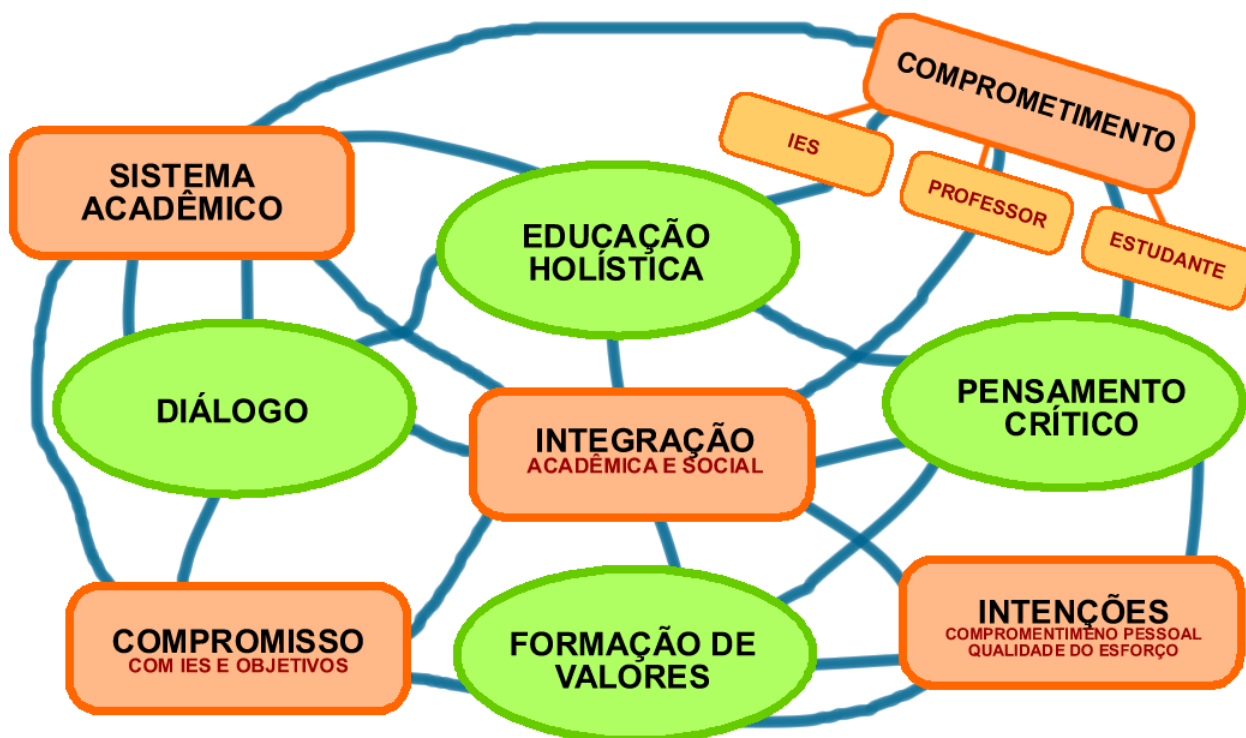 COMPROMETIMENTO
IES
PROFESSOR
ESTUDANTE
SISTEMA
ACADÊMICO
EDUCAÇÃO
HOLÍSTICA
DIÁLOGO
INTEGRAÇÃO
ACADÊMICA E SOCIAL
PENSAMENTO
CRÍTICO
COMPROMISSO
COM IES E OBJETIVOS
FORMAÇÃO DE
VALORES
INTENÇÕES
COMPROMENTIMENO PESSOAL
QUALIDADE DO ESFORÇO